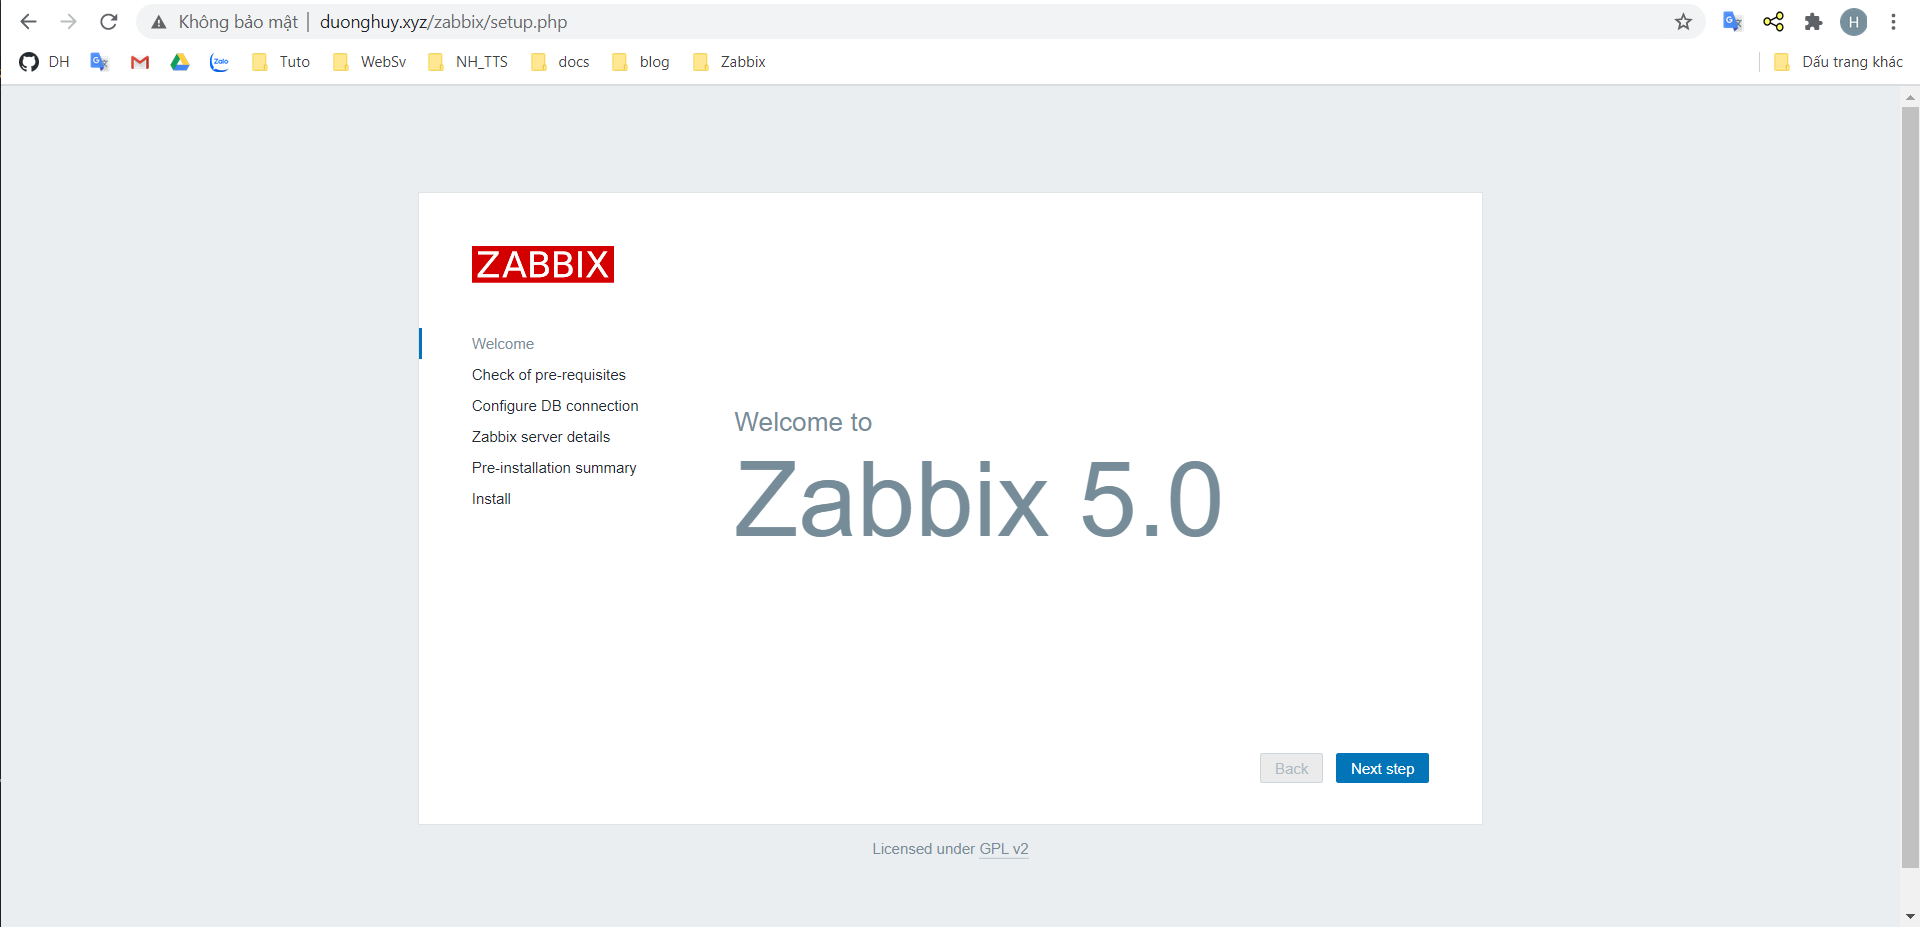 Không bảo mật | duonghuy.xyz/zabbix/setup.php
H
DH Zalo Tuto WebSv NH_TTS docs blog Zabbix Dấu trang khác
ZABBIX
Welcome
Check of pre-requisites
Configure DB connection
Zabbix server details
Pre-installation summary
Install
Welcome to
Zabbix 5.0
Back Next step
Licensed under GPL v2